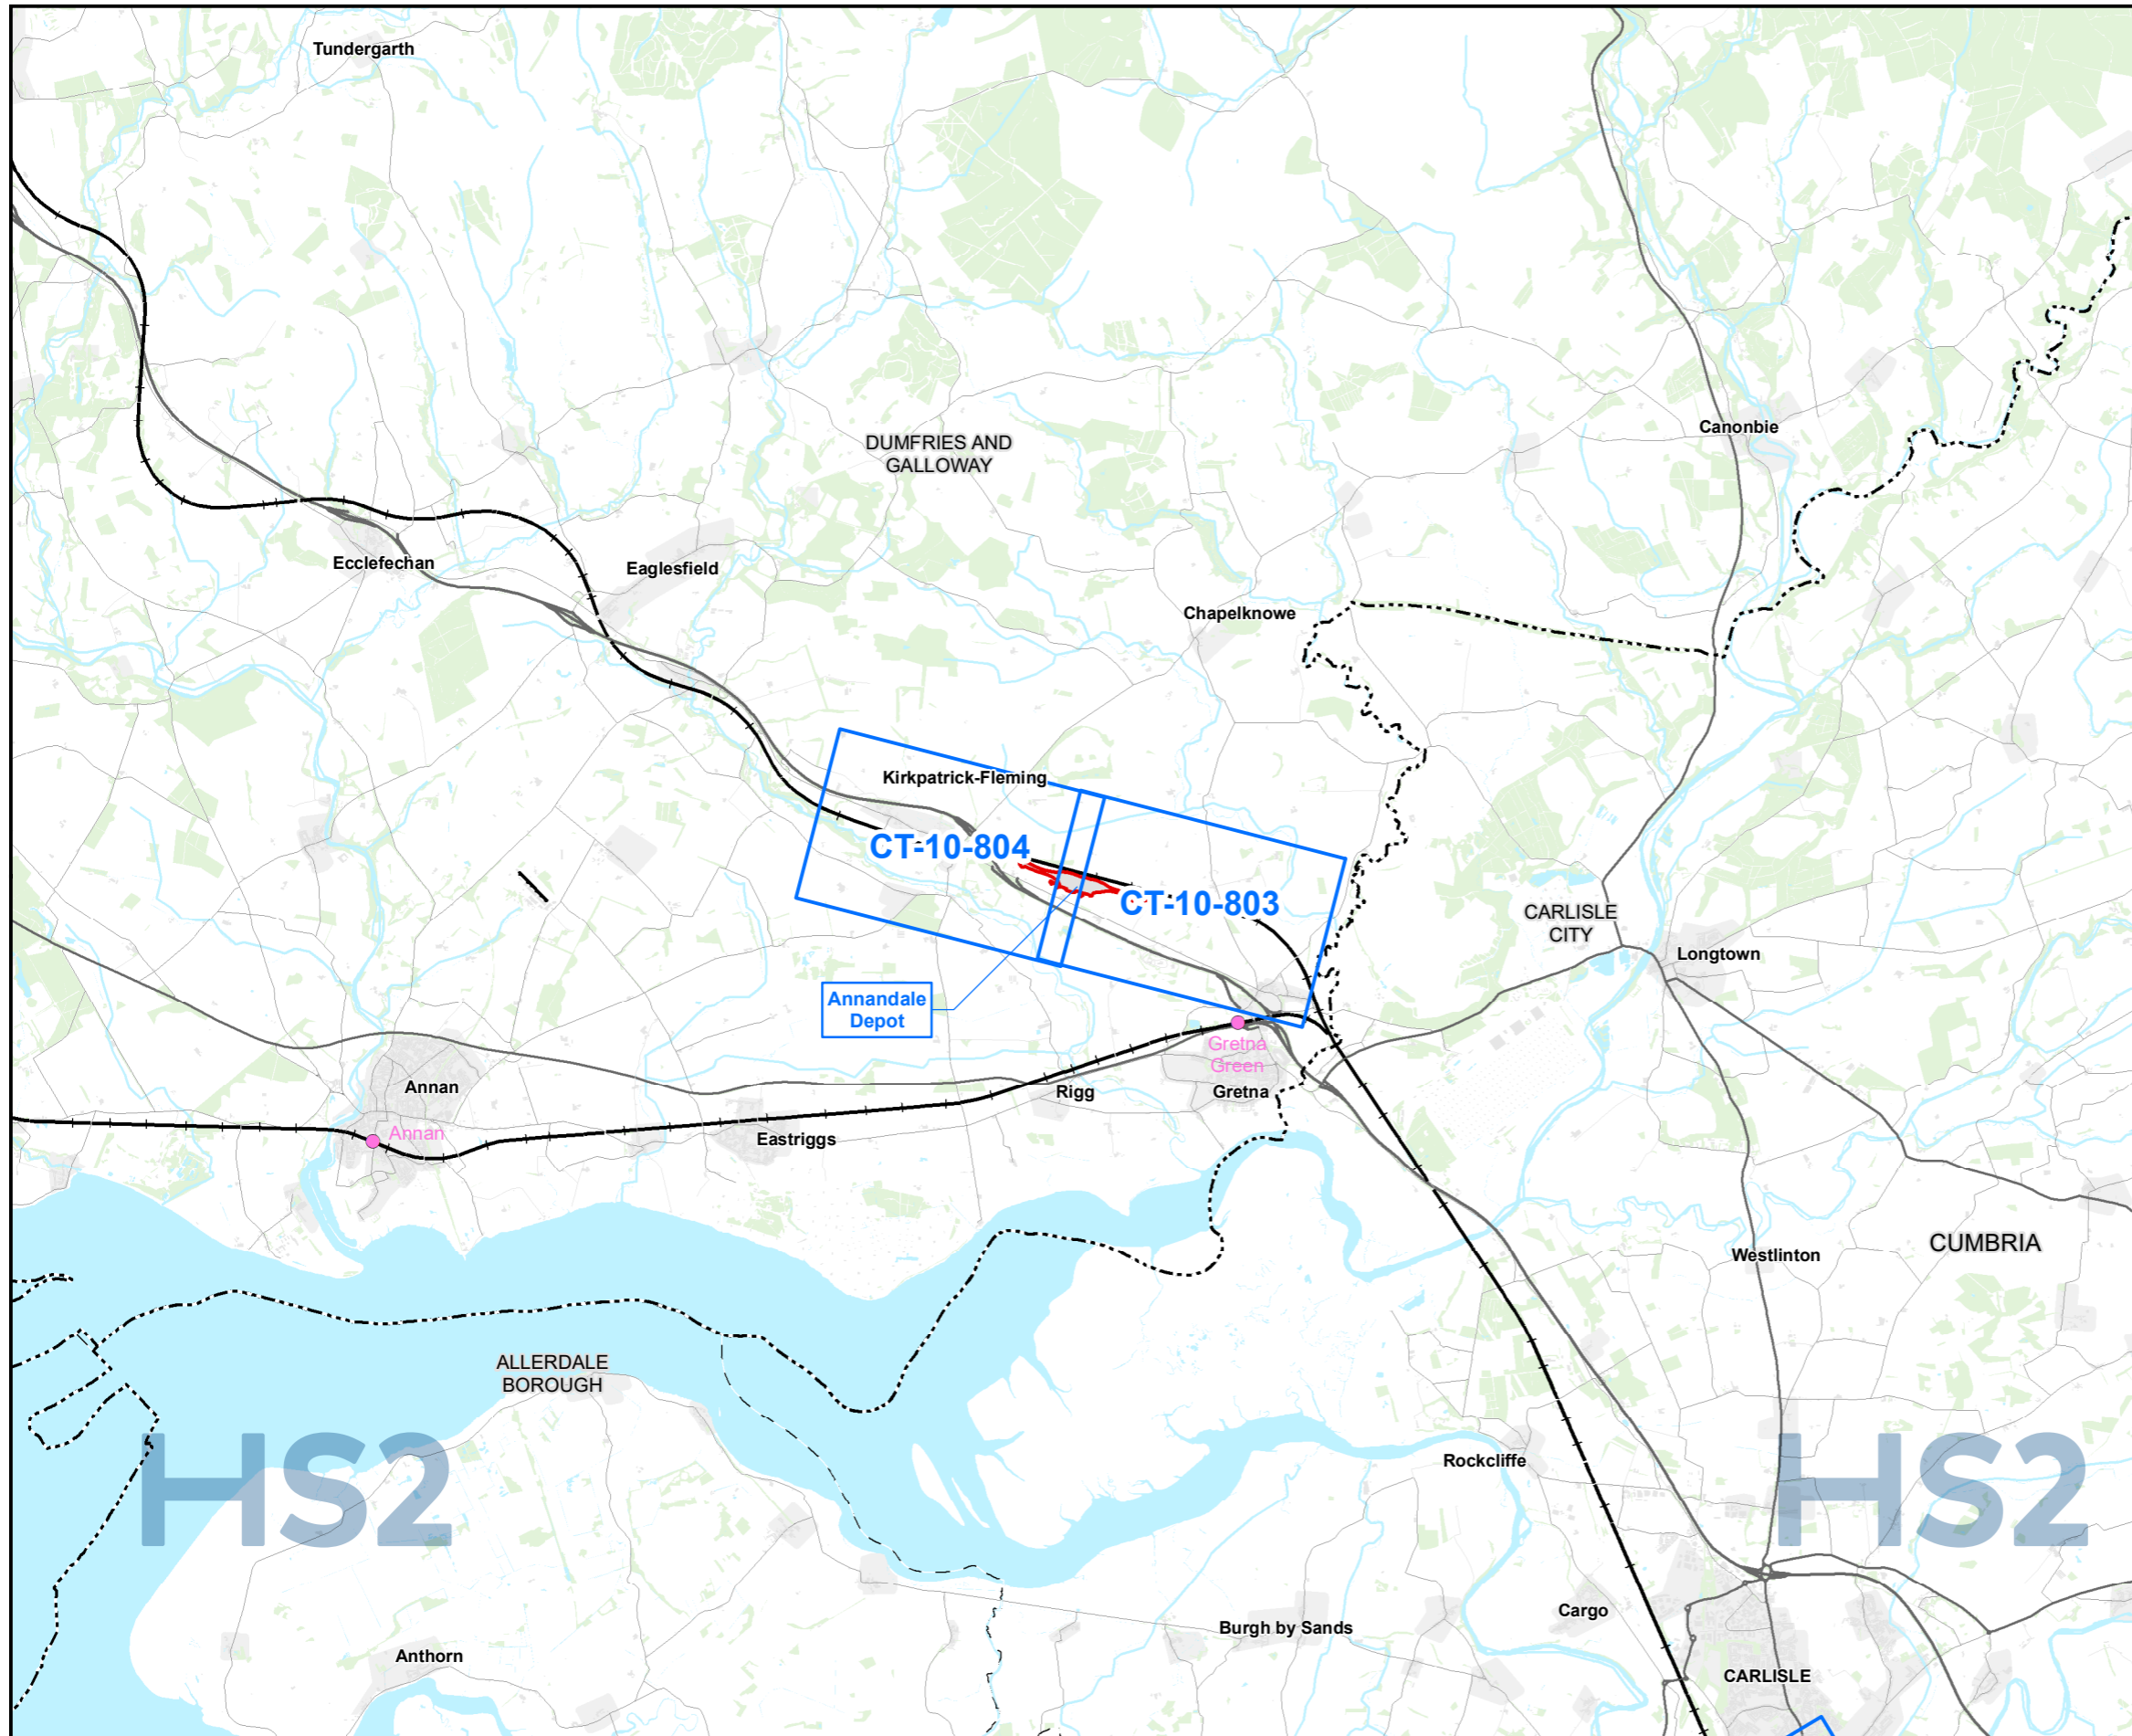 Tundergarth
DUMFRIES AND
GALLOWAY
Canonbie
Ecclefechan
Eaglesfield
Chapelknowe
Kirkpatrick-Fleming
CT-10-804
CT-10-803
CARLISLE
CITY
Longtown
Annandale
Depot
Gretna
Green
Annan
Rigg
Gretna
Annan
Eastriggs
CUMBRIA
Westlinton
ALLERDALE
BOROUGH
HS2
HS2
Rockcliffe
Cargo
Burgh by Sands
Anthorn
CARLISLE